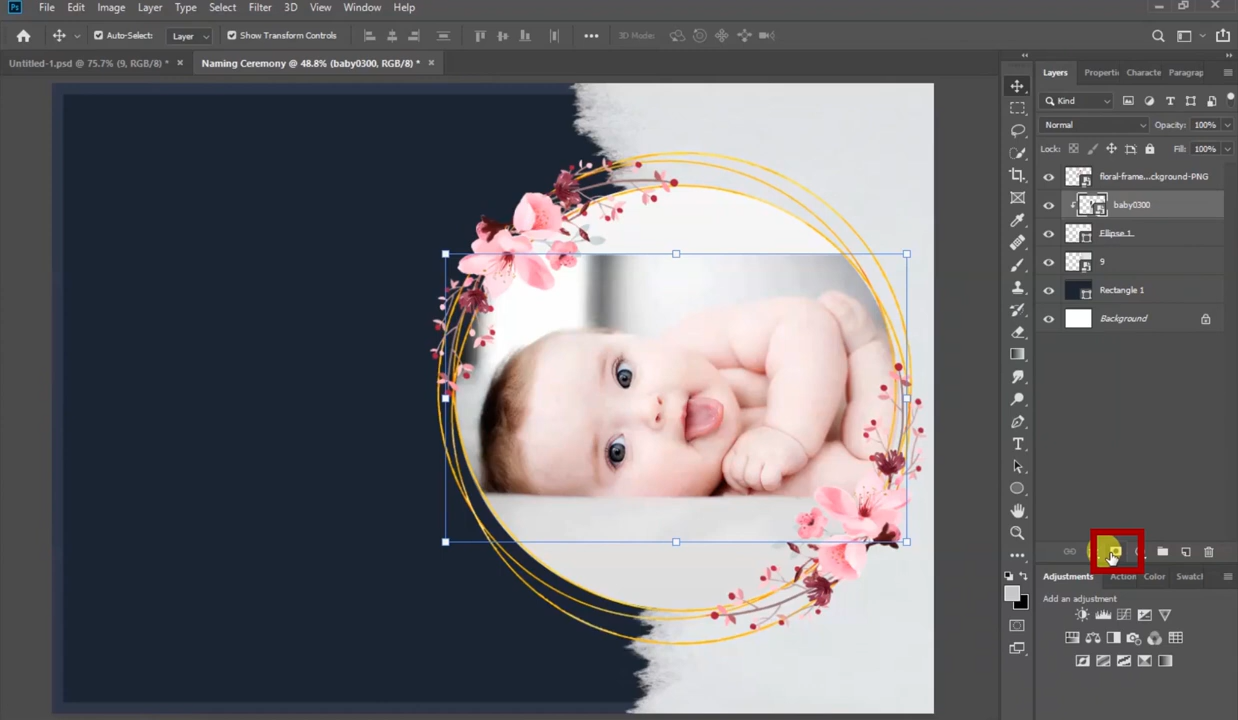 Ps File Edit Image Layer Type Select Filter 3D View Window Help
Auto-Select: Layer Show Transform Controls 3D Mode:
Untitled-1.psd @ 75.7% (9, RGB/8) * × Naming Ceremony @ 48.8% (baby0300, RGB/8) * ×
Layers Properti Characte Paragrap
Kind
Normal Opacity: 100%
Lock: Fill: 100%
floral-frame...ckground-PNG
baby0300
Ellipse 1
9
Rectangle 1
Background
Adjustments Action Color Swatch
Add an adjustment